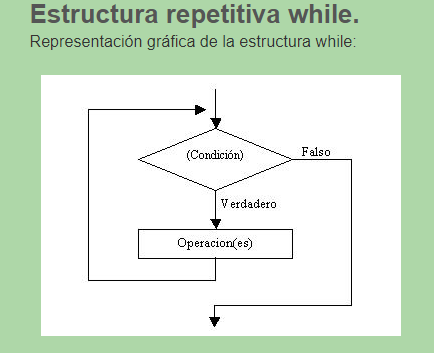 Estructura repetitiva while.
Representación gráfica de la estructura while:
(Condición)
Falso
Verdadero
Operacion(es)